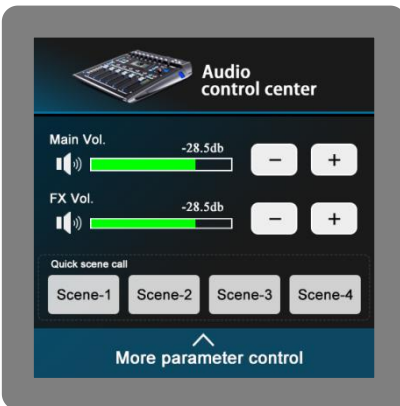 Audio
control center
Main Vol.
-28.5db
− +
FX Vol.
-28.5db
− +
Quick scene call
Scene-1 Scene-2 Scene-3 Scene-4
More parameter control